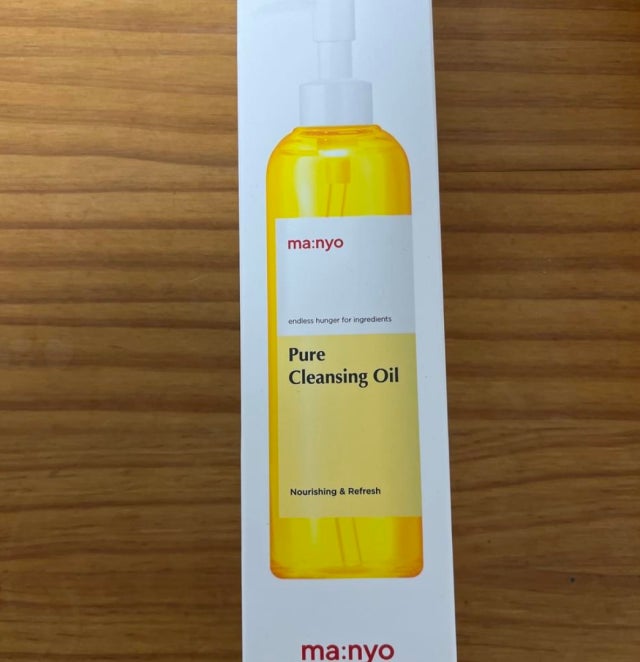 ma:nyo
endless hunger for ingredients
Pure
Cleansing Oil
Nourishing & Refresh
ma:nyo